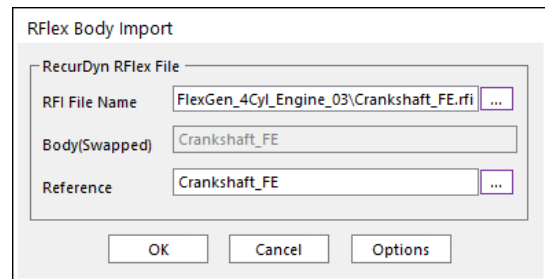 RFlex Body Import
RecurDyn RFlex File
RFI File Name FlexGen_4Cyl_Engine_03\Crankshaft_FE.rfi ...
Body(Swapped) Crankshaft_FE
Reference Crankshaft_FE ...
OK Cancel Options